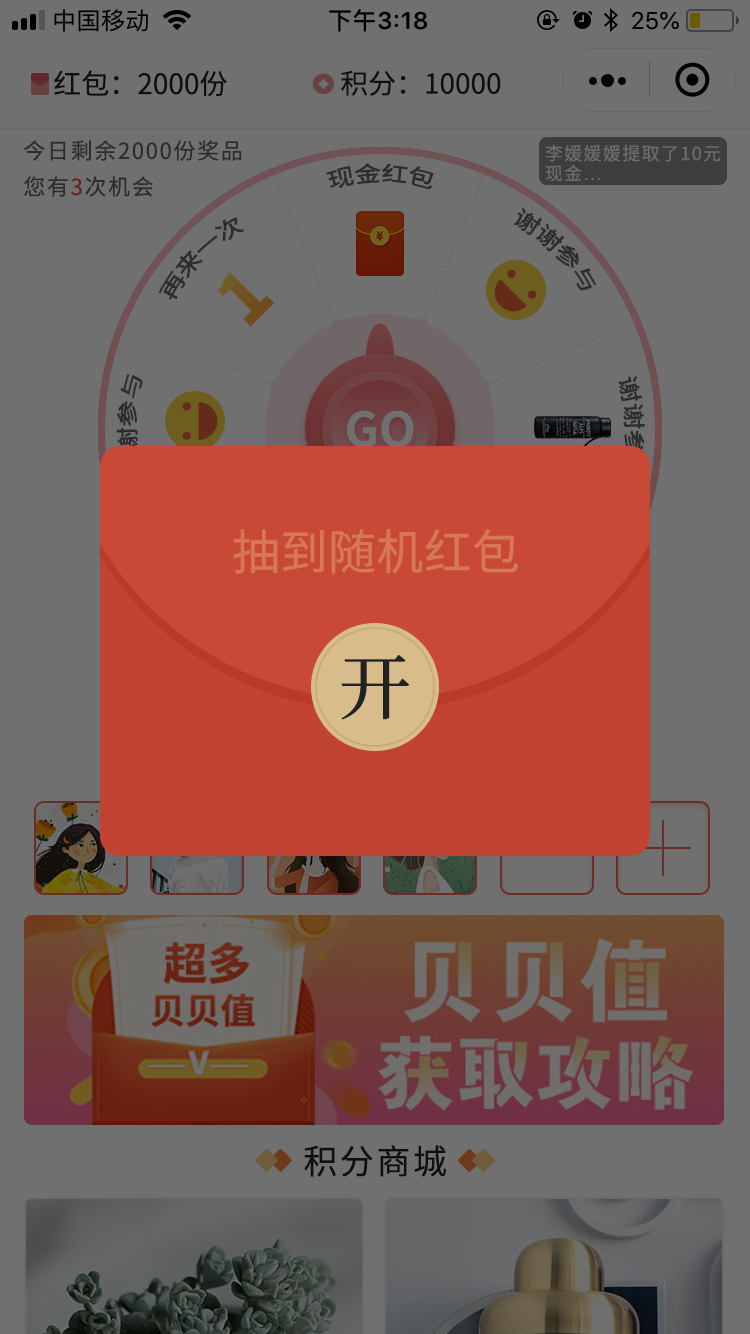 中国移动
下午3:18
25%
红包：2000份
积分：10000
今日剩余2000份奖品
您有3次机会
李媛媛媛提取了10元
现金...
现金红包
再来一次
谢谢参与
射参与
谢谢参
1
GO
抽到随机红包
开
超多
贝贝值
V
贝贝值
获取攻略
积分商城